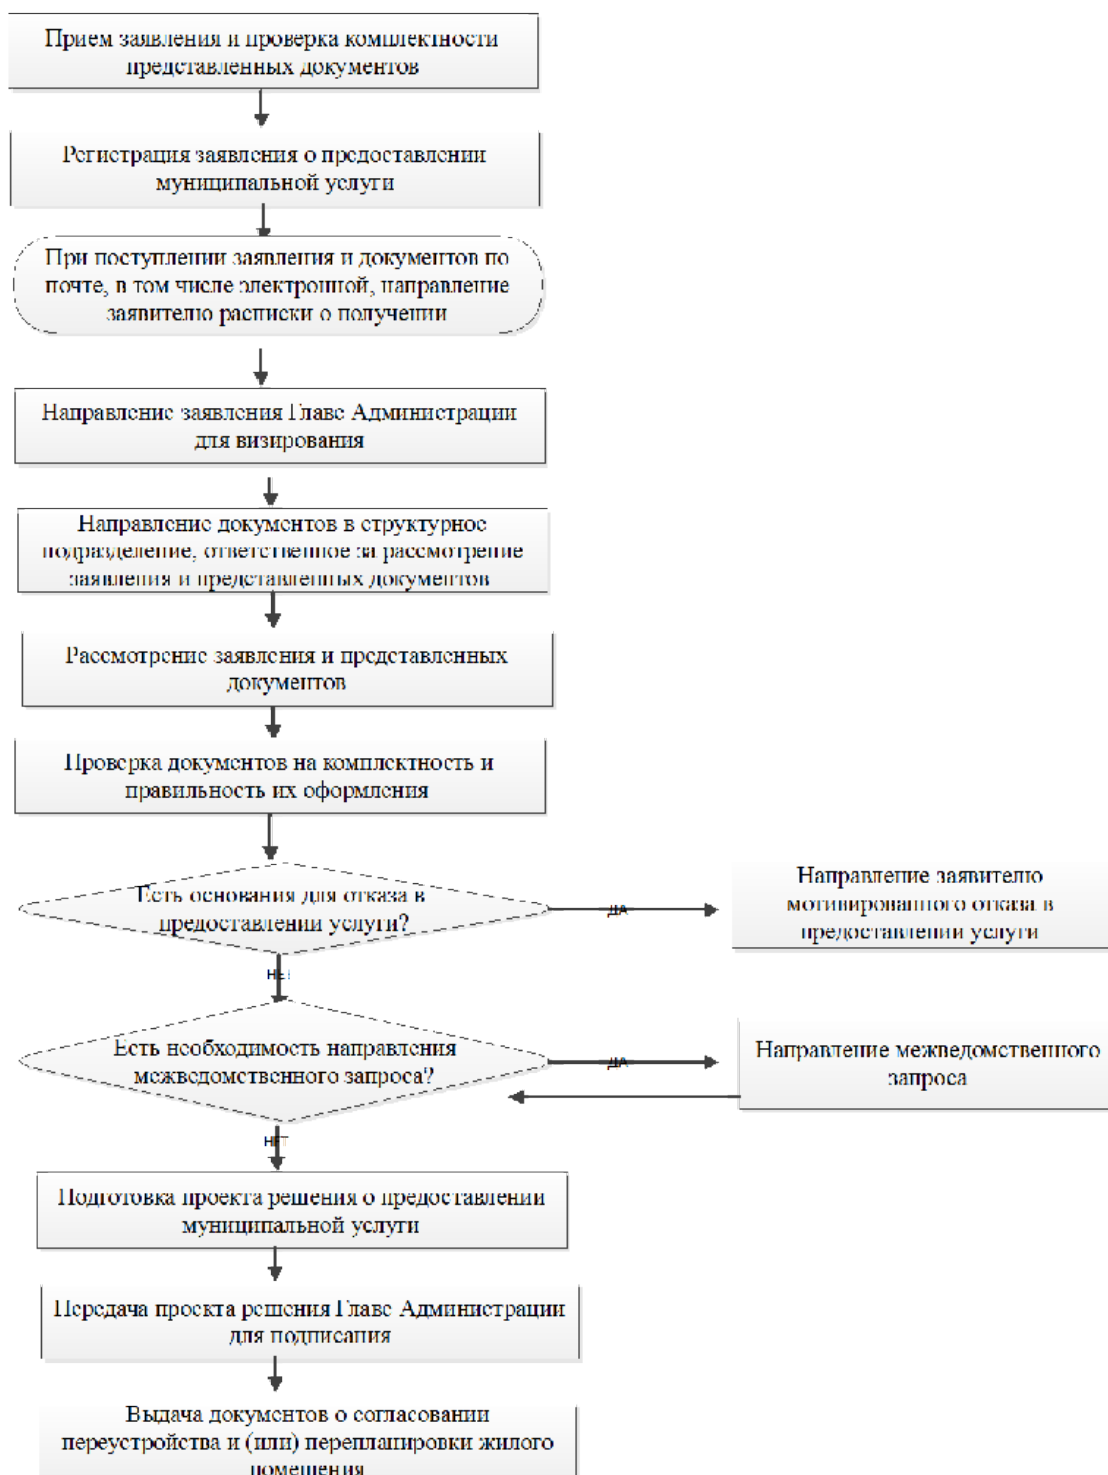 Прием заявления и проверка комплектности
представленных документов
Регистрация заявления о предоставлении
муниципальной услуги
При поступлении заявления и документов по
почте, в том числе электронной, направление
заявителю расписки о получении
Направление заявления Главе Администрации
для визирования
Направление документов в структурное
подразделение, ответственное за рассмотрение
заявления и представленных документов
Рассмотрение заявления и представленных
документов
Проверка документов на комплектность и
правильность их оформления
Есть основания для отказа в
предоставлении услуги?
ДА
Направление заявителю
мотивированного отказа в
предоставлении услуги
НЕТ
Есть необходимость направления
межведомственного запроса?
ДА
Направление межведомственного
запроса
НЕТ
Подготовка проекта решения о предоставлении
муниципальной услуги
Передача проекта решения Главе Администрации
для подписания
Выдача документов о согласовании
переустройства и (или) перепланировки жилого
помещения